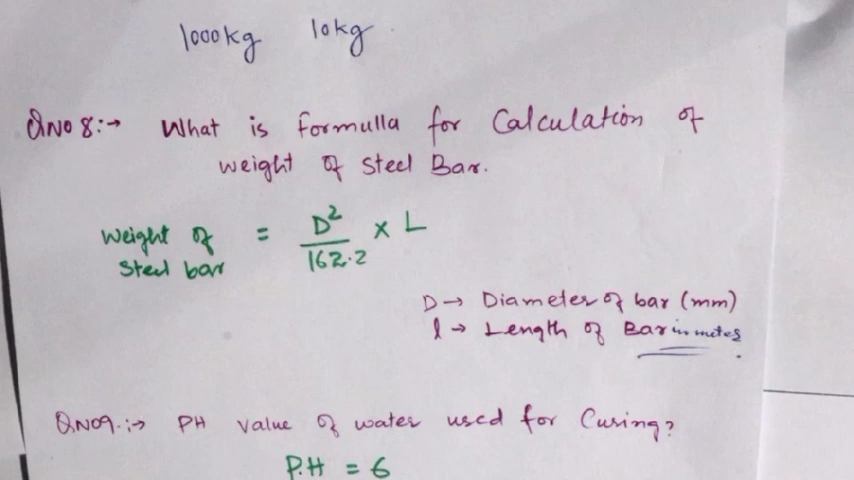 1000kg 10kg
QNO 8:→ What is formulla for Calculation of
weight of Steel Bar.
Weight of Steel bar = D²/162.2 × L
D → Diameter of bar (mm)
l → Length of Bar in metes.
QNO9.:→ PH value of water used for Curing?
P.H = 6